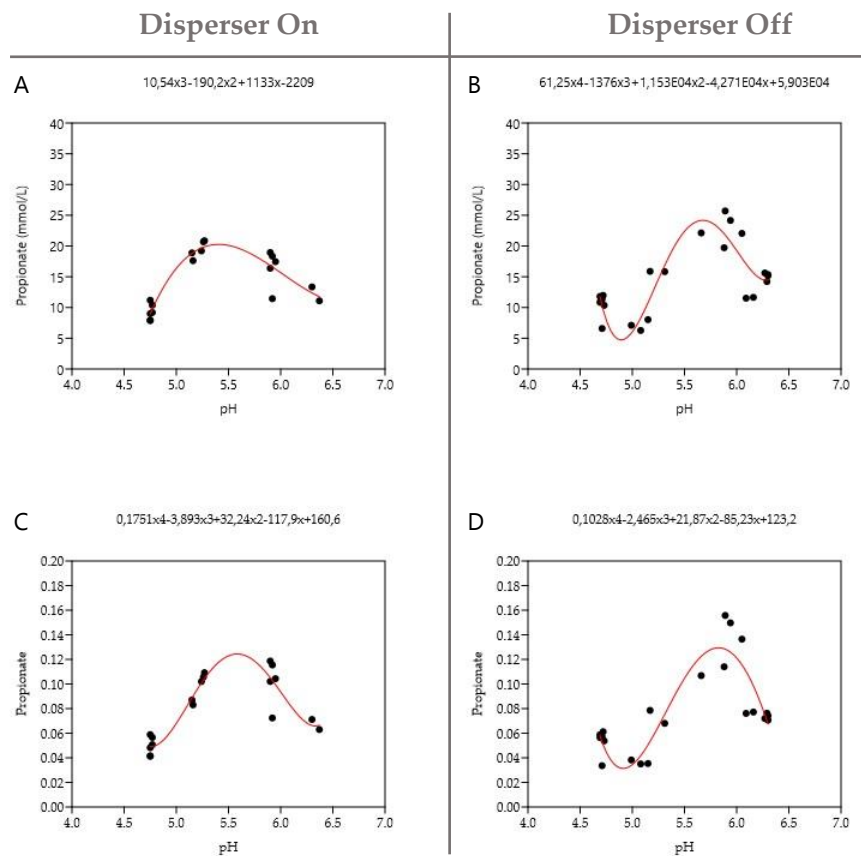 Disperser On
Disperser Off
A
10,54x3-190,2x2+1133x-2209
40
35
30
25
20
15
10
5
0
Propionate (mmol/L)
4.0 4.5 5.0 5.5 6.0 6.5 7.0
pH
B
61,25x4-1376x3+1,153E04x2-4,271E04x+5,903E04
40
35
30
25
20
15
10
5
0
Propionate (mmol/L)
4.0 4.5 5.0 5.5 6.0 6.5 7.0
pH
C
0,1751x4-3,893x3+32,24x2-117,9x+160,6
0.20
0.18
0.16
0.14
0.12
0.10
0.08
0.06
0.04
0.02
0.00
Propionate
4.0 4.5 5.0 5.5 6.0 6.5 7.0
pH
D
0,1028x4-2,465x3+21,87x2-85,23x+123,2
0.20
0.18
0.16
0.14
0.12
0.10
0.08
0.06
0.04
0.02
0.00
Propionate
4.0 4.5 5.0 5.5 6.0 6.5 7.0
pH